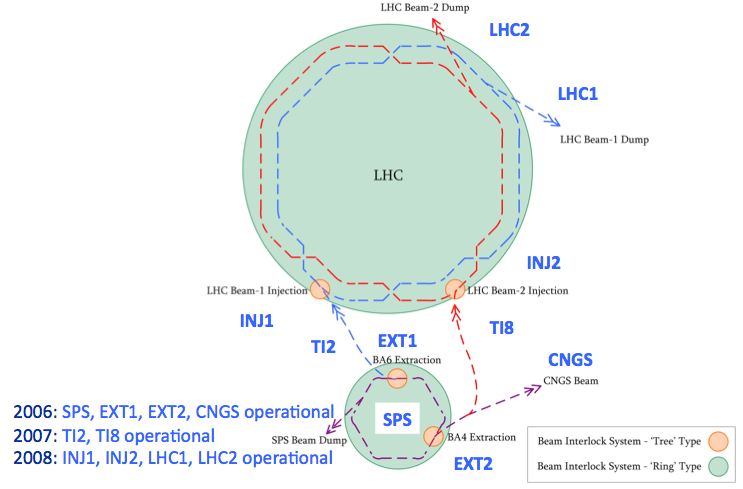 LHC Beam-2 Dump
LHC2
LHC1
LHC Beam-1 Dump
LHC
INJ2
LHC Beam-1 Injection
LHC Beam-2 Injection
INJ1
TI8
TI2
EXT1
BA6 Extraction
CNGS
CNGS Beam
2006: SPS, EXT1, EXT2, CNGS operational
SPS
2007: TI2, TI8 operational
SPS Beam Dump
BA4 Extraction
2008: INJ1, INJ2, LHC1, LHC2 operational
EXT2
Beam Interlock System - 'Tree' Type
Beam Interlock System - 'Ring' Type